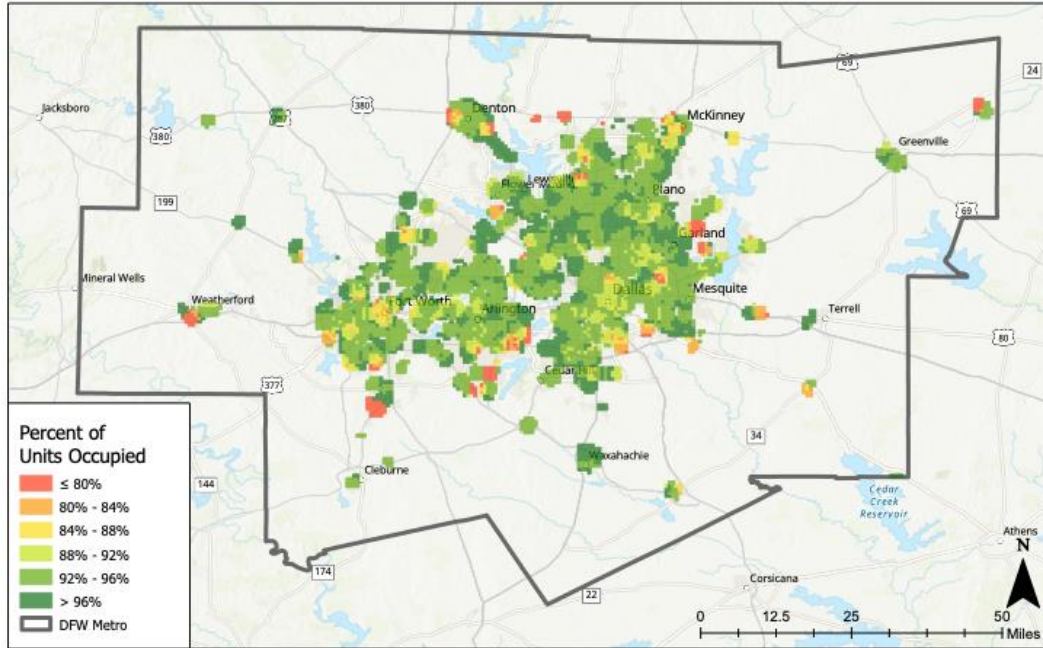 69
24
Jacksboro
380
Denton
McKinney
380
Greenville
Lewisville
Flower Mound
Plano
199
69
Garland
Mineral Wells
Weatherford
Fort Worth
Arlington
Dallas
Mesquite
Terrell
80
377
Cedar Hill
Percent of
Units Occupied
≤ 80%
80% - 84%
84% - 88%
88% - 92%
92% - 96%
> 96%
DFW Metro
34
Waxahachie
Cleburne
144
Cedar
Creek
Reservoir
Athens
N
174
22
Corsicana
0 12.5 25 50
Miles